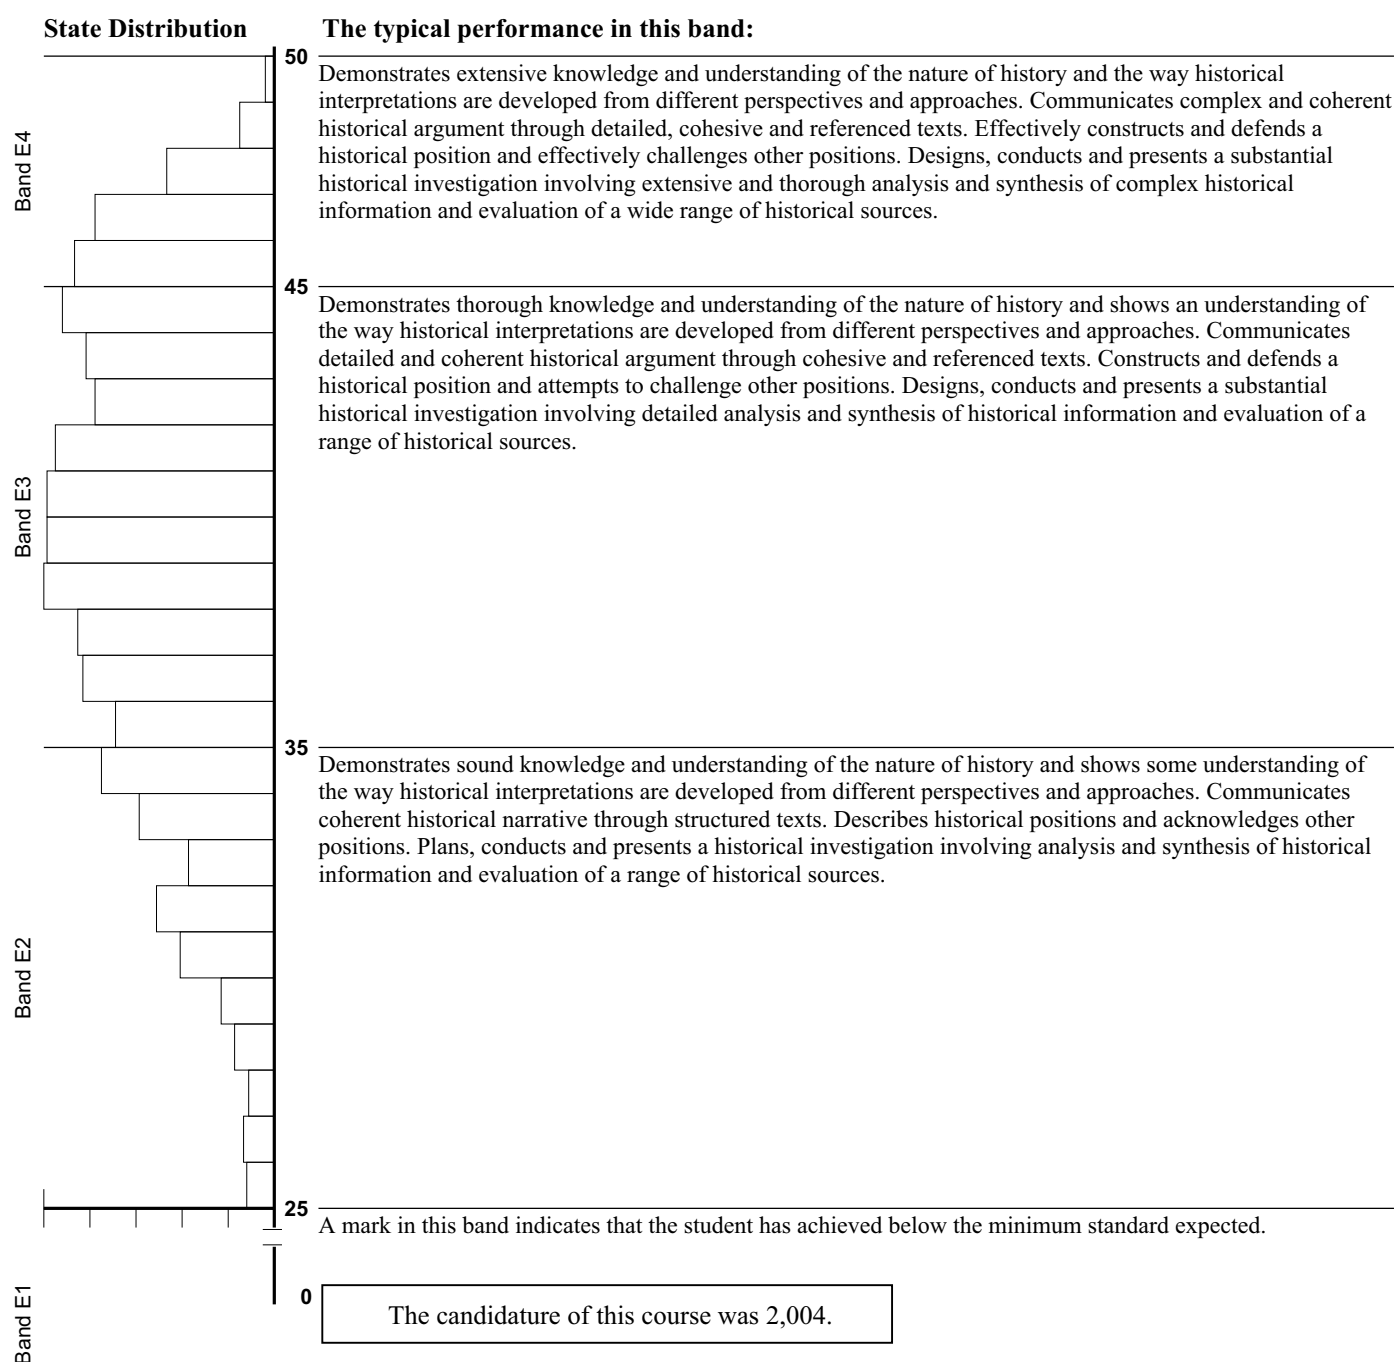 State Distribution
The typical performance in this band:
50
Demonstrates extensive knowledge and understanding of the nature of history and the way historical
interpretations are developed from different perspectives and approaches. Communicates complex and coherent
historical argument through detailed, cohesive and referenced texts. Effectively constructs and defends a
historical position and effectively challenges other positions. Designs, conducts and presents a substantial
historical investigation involving extensive and thorough analysis and synthesis of complex historical
information and evaluation of a wide range of historical sources.
Band E4
45
Demonstrates thorough knowledge and understanding of the nature of history and shows an understanding of
the way historical interpretations are developed from different perspectives and approaches. Communicates
detailed and coherent historical argument through cohesive and referenced texts. Constructs and defends a
historical position and attempts to challenge other positions. Designs, conducts and presents a substantial
historical investigation involving detailed analysis and synthesis of historical information and evaluation of a
range of historical sources.
Band E3
35
Demonstrates sound knowledge and understanding of the nature of history and shows some understanding of
the way historical interpretations are developed from different perspectives and approaches. Communicates
coherent historical narrative through structured texts. Describes historical positions and acknowledges other
positions. Plans, conducts and presents a historical investigation involving analysis and synthesis of historical
information and evaluation of a range of historical sources.
Band E2
25
A mark in this band indicates that the student has achieved below the minimum standard expected.
0
Band E1
The candidature of this course was 2,004.